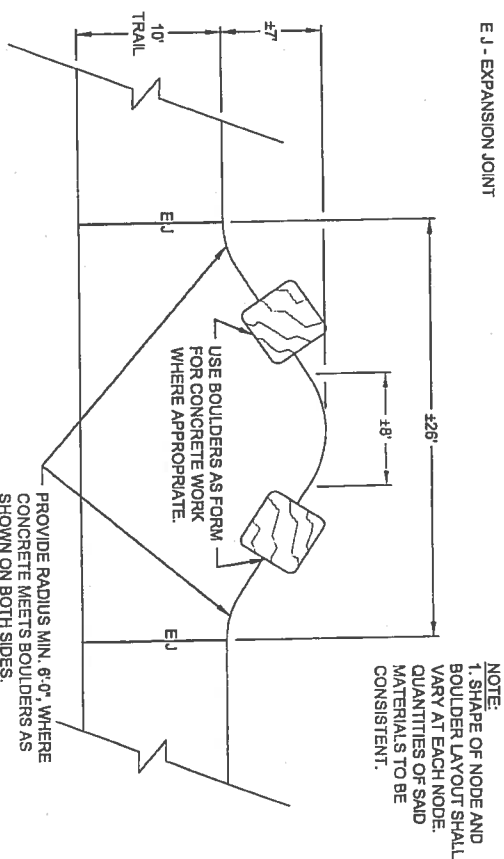 E J - EXPANSION JOINT
±26'
±8'
±7'
10'
TRAIL
EJ
EJ
USE BOULDERS AS FORM
FOR CONCRETE WORK
WHERE APPROPRIATE.
PROVIDE RADIUS MIN. 6'-0", WHERE
CONCRETE MEETS BOULDERS AS
SHOWN ON BOTH SIDES.
NOTE:
1. SHAPE OF NODE AND
BOULDER LAYOUT SHALL
VARY AT EACH NODE.
QUANTITIES OF SAID
MATERIALS TO BE
CONSISTENT.